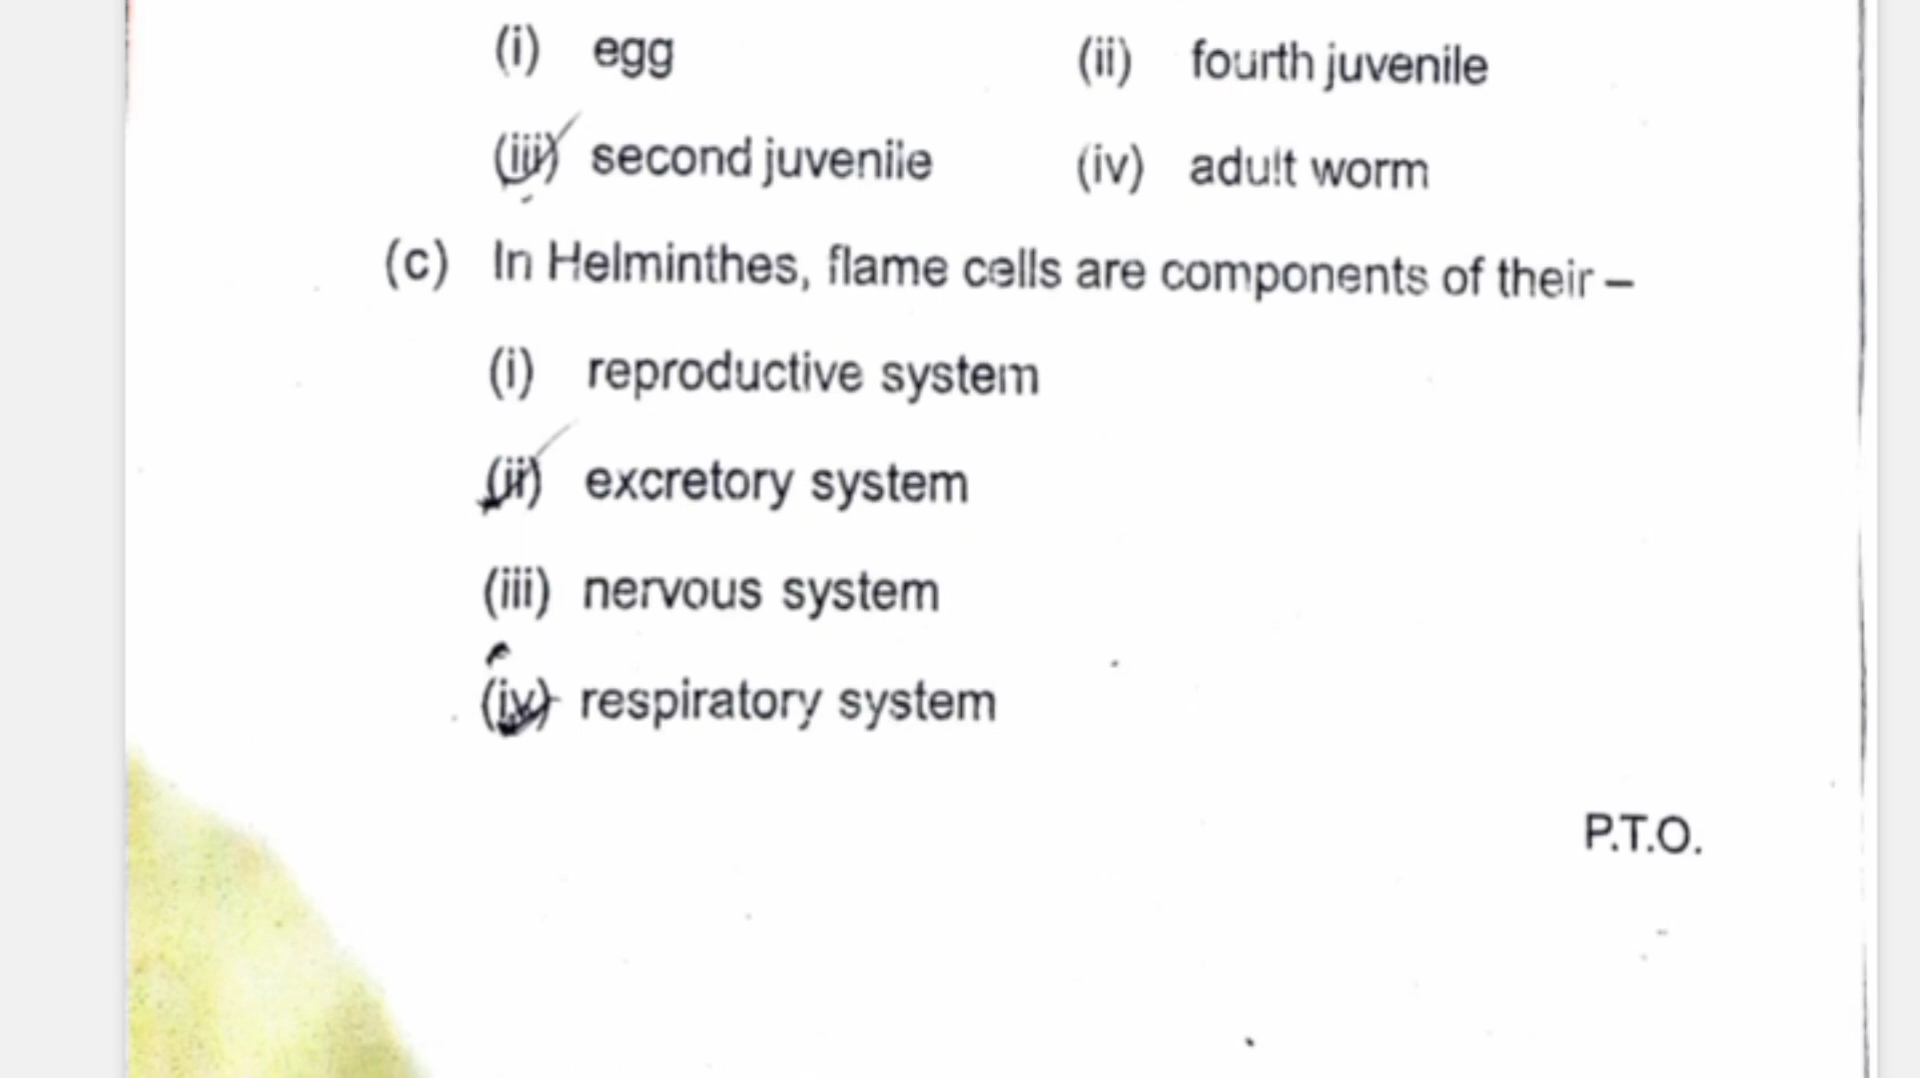 (i) egg (ii) fourth juvenile
(iii) second juvenile (iv) adult worm
(c) In Helminthes, flame cells are components of their –
(i) reproductive system
(ii) excretory system
(iii) nervous system
(iv) respiratory system
P.T.O.